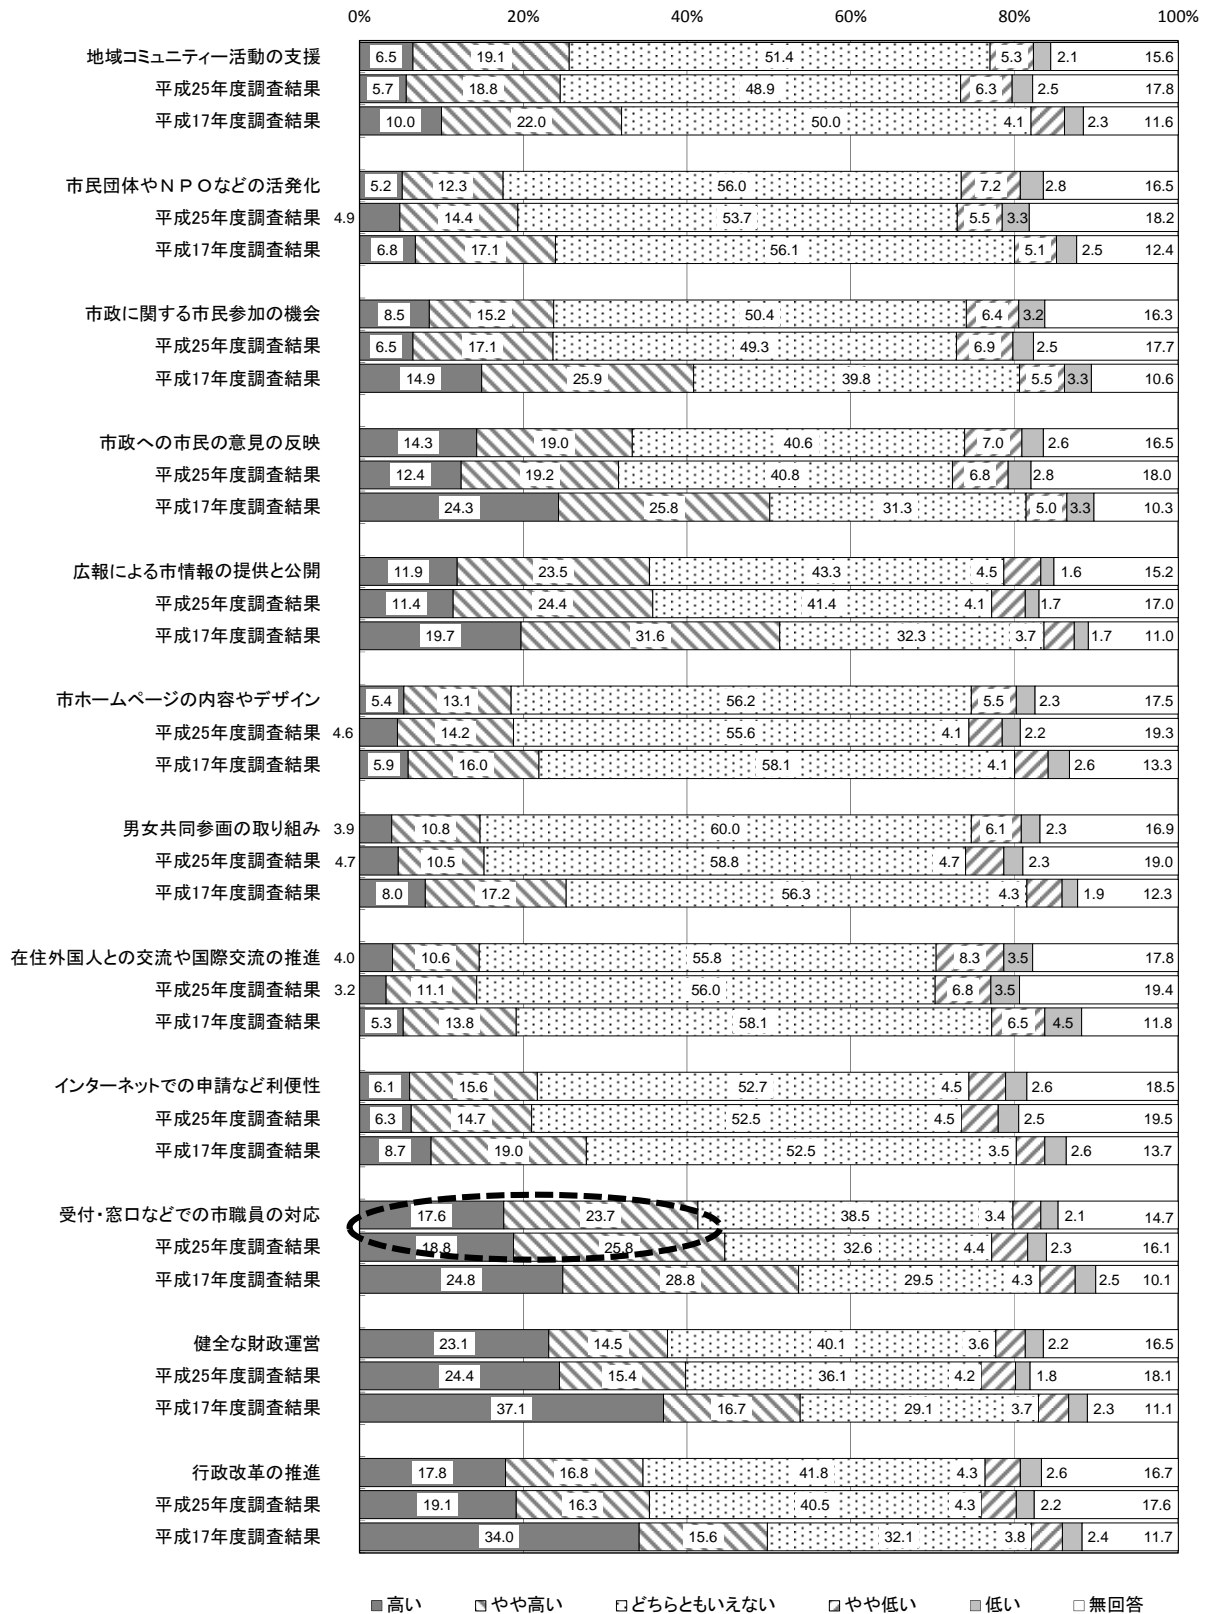 0% 20% 40% 60% 80% 100%
地域コミュニティー活動の支援 6.5 19.1 51.4 5.3 2.1 15.6
平成25年度調査結果 5.7 18.8 48.9 6.3 2.5 17.8
平成17年度調査結果 10.0 22.0 50.0 4.1 2.3 11.6
市民団体やNPOなどの活発化 5.2 12.3 56.0 7.2 2.8 16.5
平成25年度調査結果 4.9 14.4 53.7 5.5 3.3 18.2
平成17年度調査結果 6.8 17.1 56.1 5.1 2.5 12.4
市政に関する市民参加の機会 8.5 15.2 50.4 6.4 3.2 16.3
平成25年度調査結果 6.5 17.1 49.3 6.9 2.5 17.7
平成17年度調査結果 14.9 25.9 39.8 5.5 3.3 10.6
市政への市民の意見の反映 14.3 19.0 40.6 7.0 2.6 16.5
平成25年度調査結果 12.4 19.2 40.8 6.8 2.8 18.0
平成17年度調査結果 24.3 25.8 31.3 5.0 3.3 10.3
広報による市情報の提供と公開 11.9 23.5 43.3 4.5 1.6 15.2
平成25年度調査結果 11.4 24.4 41.4 4.1 1.7 17.0
平成17年度調査結果 19.7 31.6 32.3 3.7 1.7 11.0
市ホームページの内容やデザイン 5.4 13.1 56.2 5.5 2.3 17.5
平成25年度調査結果 4.6 14.2 55.6 4.1 2.2 19.3
平成17年度調査結果 5.9 16.0 58.1 4.1 2.6 13.3
男女共同参画の取り組み 3.9 10.8 60.0 6.1 2.3 16.9
平成25年度調査結果 4.7 10.5 58.8 4.7 2.3 19.0
平成17年度調査結果 8.0 17.2 56.3 4.3 1.9 12.3
在住外国人との交流や国際交流の推進 4.0 10.6 55.8 8.3 3.5 17.8
平成25年度調査結果 3.2 11.1 56.0 6.8 3.5 19.4
平成17年度調査結果 5.3 13.8 58.1 6.5 4.5 11.8
インターネットでの申請など利便性 6.1 15.6 52.7 4.5 2.6 18.5
平成25年度調査結果 6.3 14.7 52.5 4.5 2.5 19.5
平成17年度調査結果 8.7 19.0 52.5 3.5 2.6 13.7
受付・窓口などでの市職員の対応 17.6 23.7 38.5 3.4 2.1 14.7
平成25年度調査結果 18.8 25.8 32.6 4.4 2.3 16.1
平成17年度調査結果 24.8 28.8 29.5 4.3 2.5 10.1
健全な財政運営 23.1 14.5 40.1 3.6 2.2 16.5
平成25年度調査結果 24.4 15.4 36.1 4.2 1.8 18.1
平成17年度調査結果 37.1 16.7 29.1 3.7 2.3 11.1
行政改革の推進 17.8 16.8 41.8 4.3 2.6 16.7
平成25年度調査結果 19.1 16.3 40.5 4.3 2.2 17.6
平成17年度調査結果 34.0 15.6 32.1 3.8 2.4 11.7
高い やや高い どちらともいえない やや低い 低い 無回答